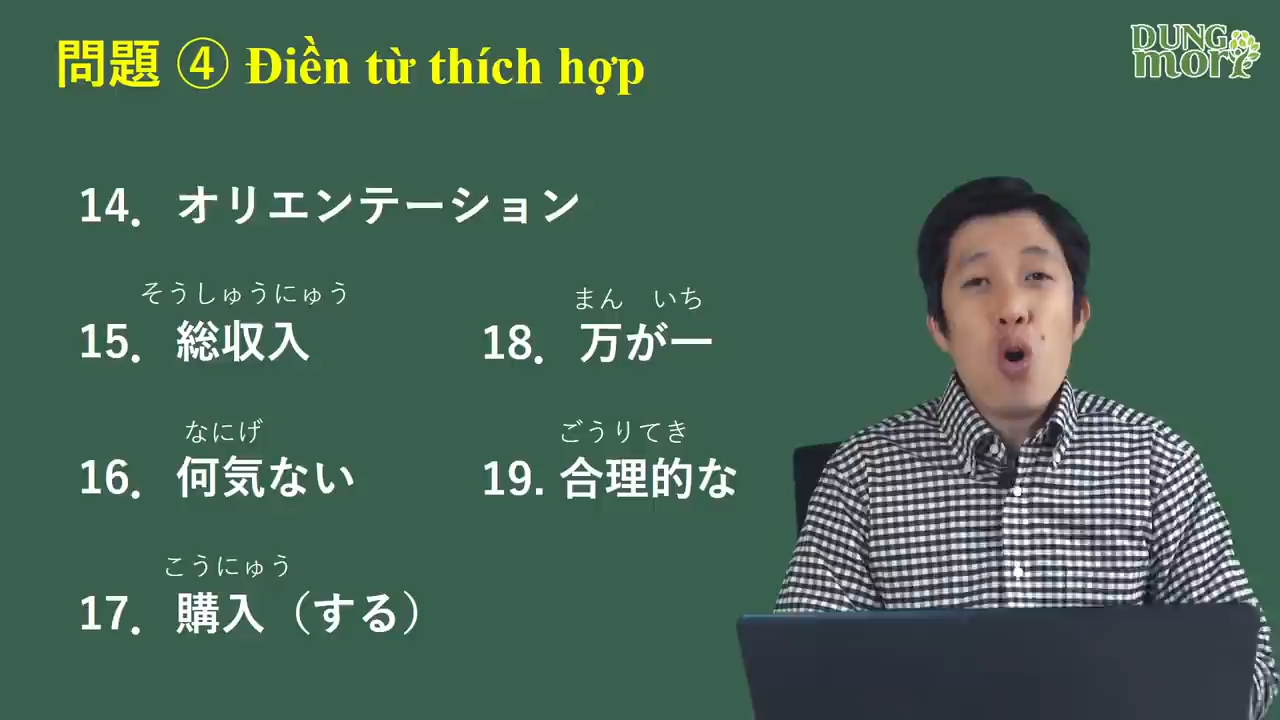 問題 ④ Điền từ thích hợp
DUNG
mori
14. オリエンテーション
そうしゅうにゅう
15. 総収入
まん いち
18. 万が一
なにげ
16. 何気ない
ごうりてき
19. 合理的な
こうにゅう
17. 購入（する）